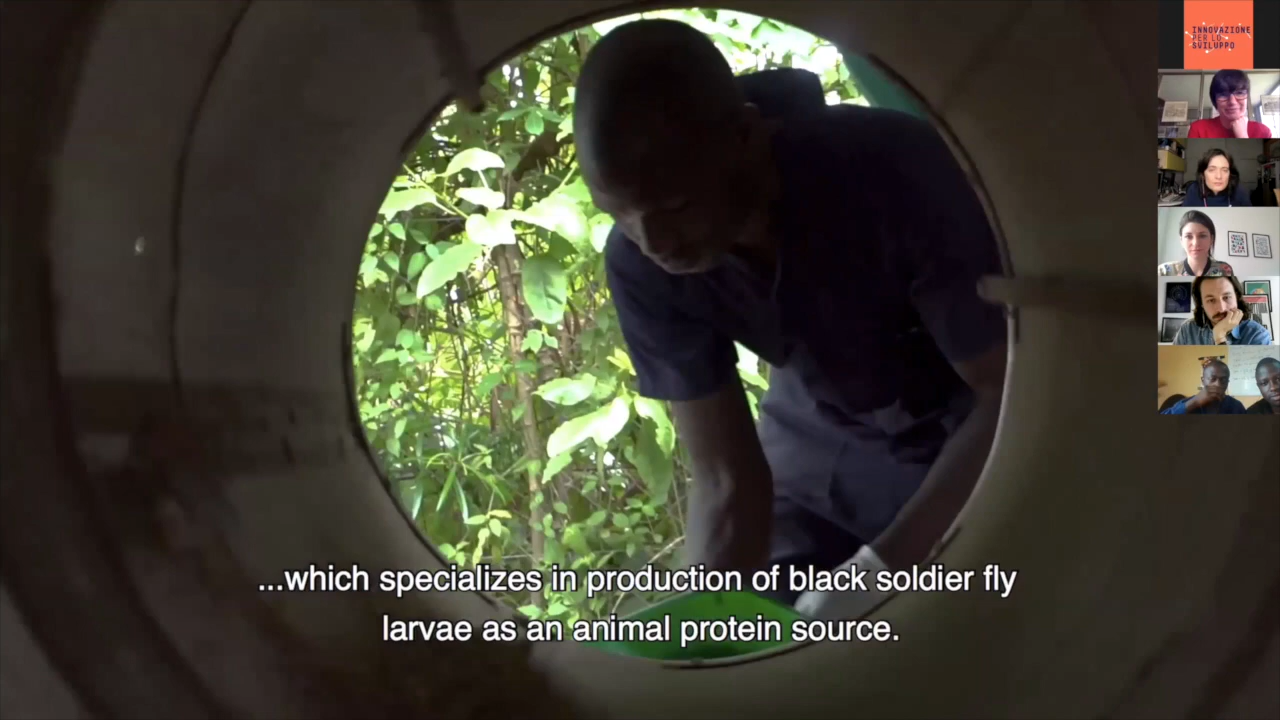 INNOVAZIONE
PER LO
SVILUPPO
...which specializes in production of black soldier fly
larvae as an animal protein source.